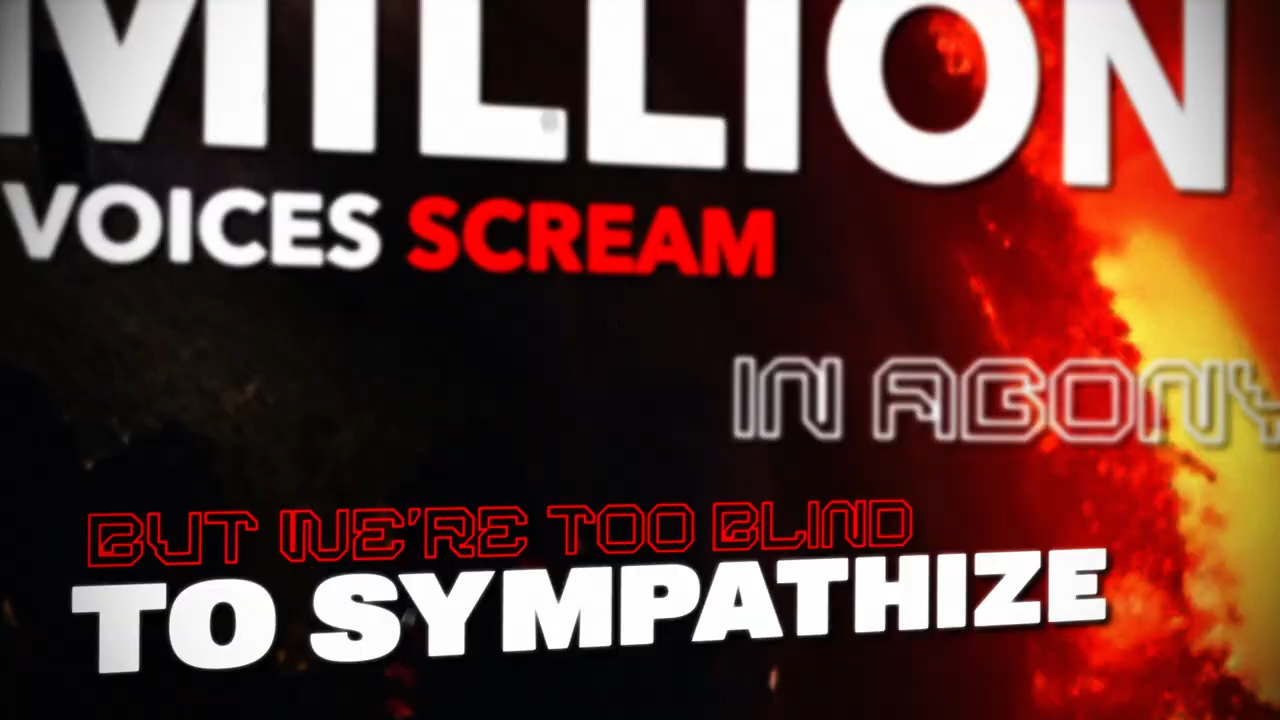 MILLION
VOICES SCREAM
IN AGONY
BUT WE'RE TOO BLIND
TO SYMPATHIZE